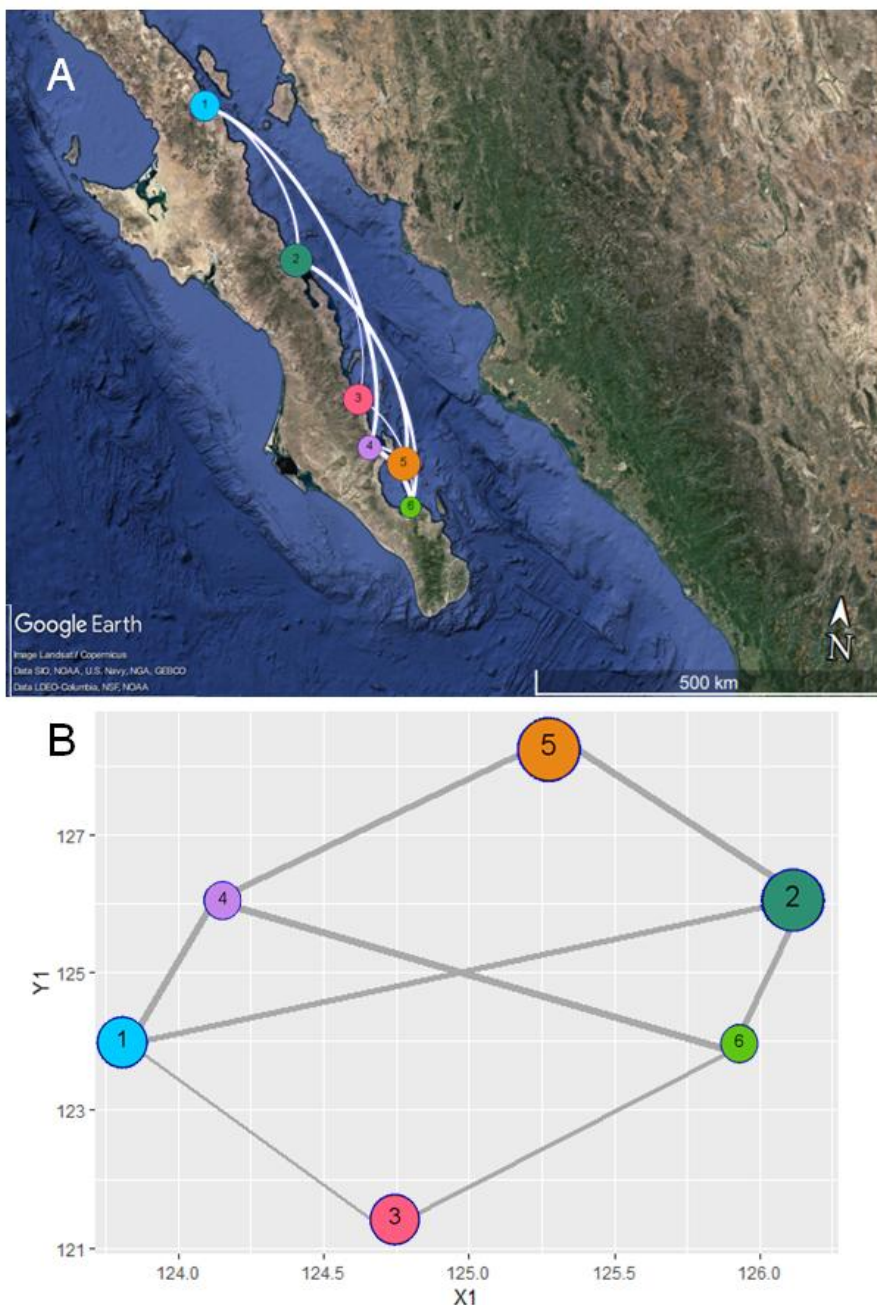 A
1
2
3
4
5
6
Google Earth
Image Landsat / Copernicus
Data SIO, NOAA, U.S. Navy, NGA, GEBCO
Data LDEO-Columbia, NSF, NOAA
N
500 km
B
5
127
4
2
Y1
125
1
6
123
3
121
124.0 124.5 125.0 125.5 126.0
X1